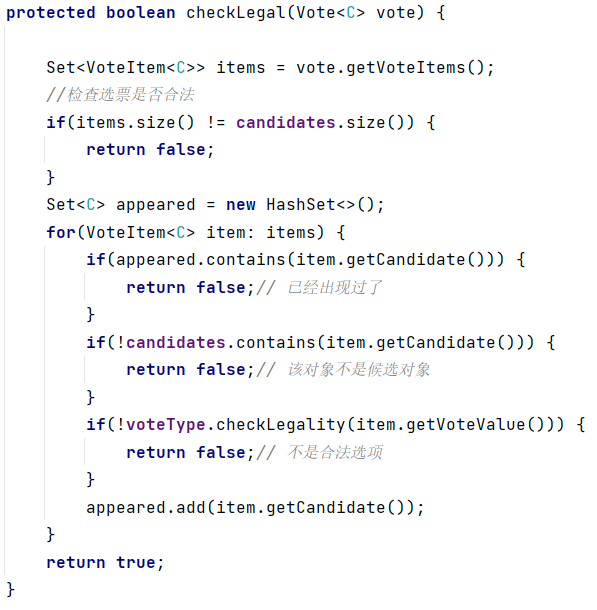 protected boolean checkLegal(Vote<C> vote) {
Set<VoteItem<C>> items = vote.getVoteItems();
//检查选票是否合法
if(items.size() != candidates.size()) {
return false;
}
Set<C> appeared = new HashSet<>();
for(VoteItem<C> item: items) {
if(appeared.contains(item.getCandidate())) {
return false;// 已经出现过了
}
if(!candidates.contains(item.getCandidate())) {
return false;// 该对象不是候选对象
}
if(!voteType.checkLegality(item.getVoteValue())) {
return false;// 不是合法选项
}
appeared.add(item.getCandidate());
}
return true;
}